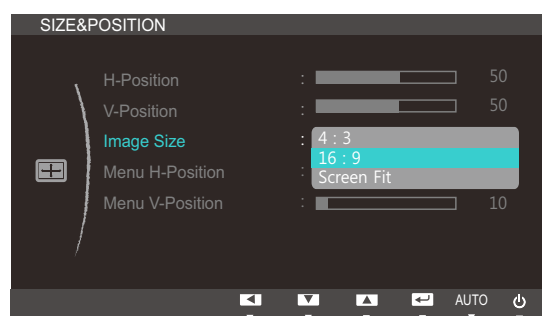 SIZE&POSITION
H-Position : 50
V-Position : 50
Image Size : 4 : 3
16 : 9
Menu H-Position : Screen Fit
Menu V-Position : 10
AUTO